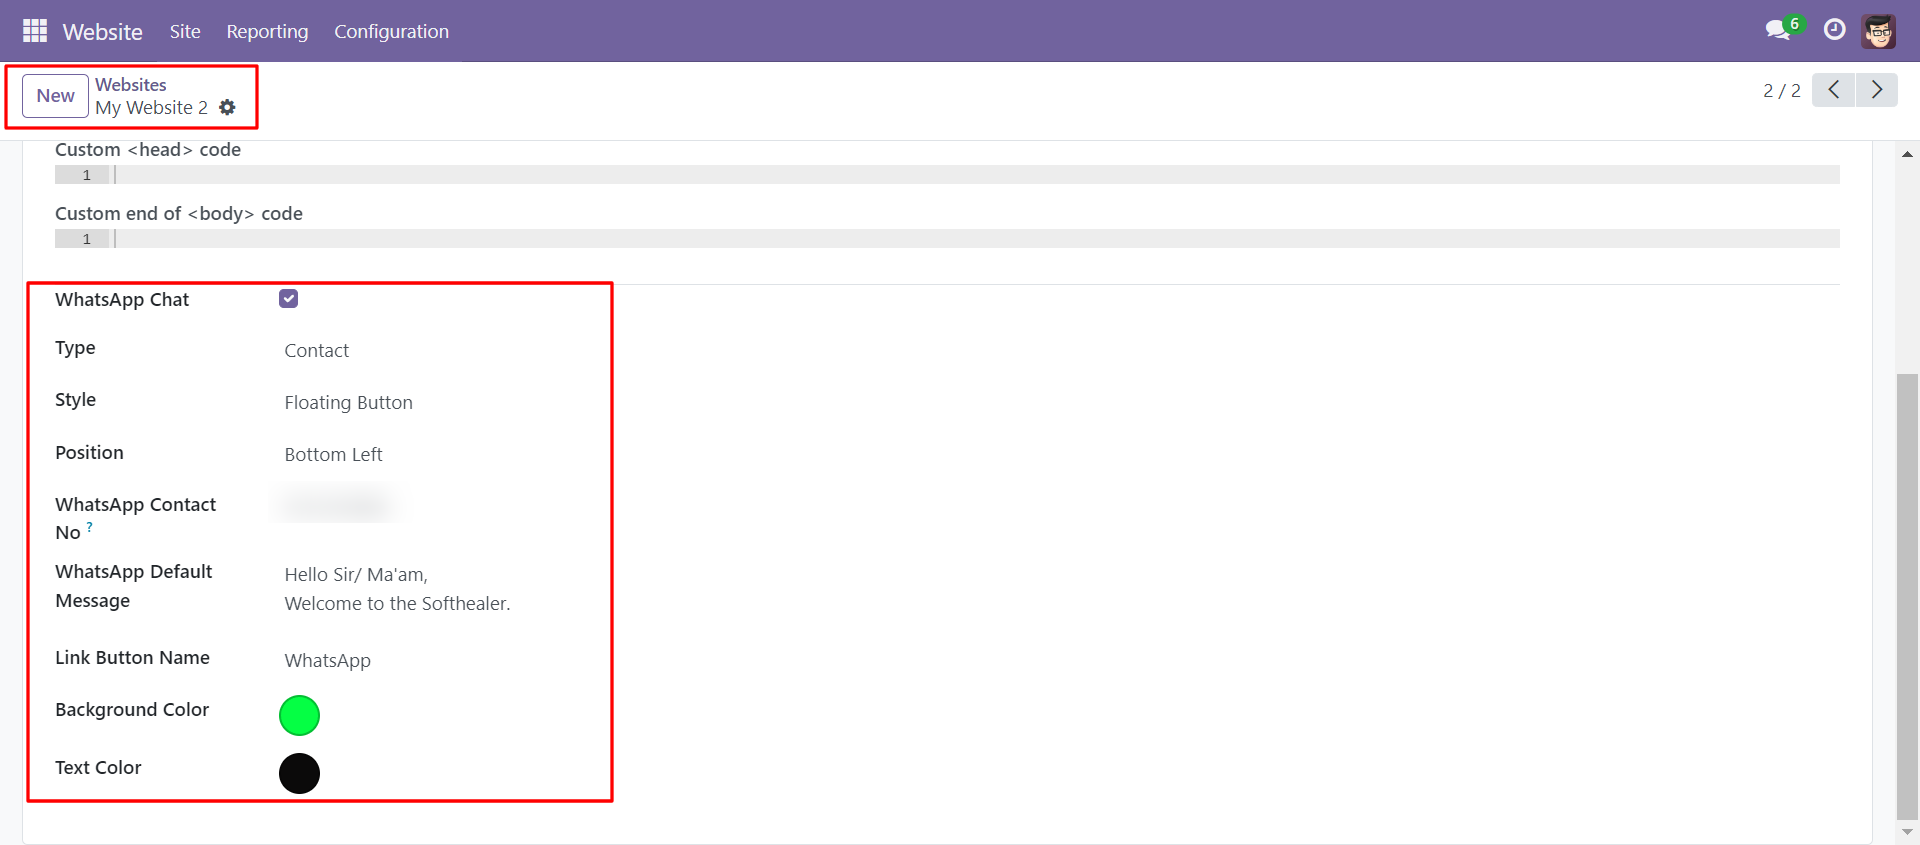 Website Site Reporting Configuration 6
New Websites
My Website 2
2 / 2
Custom <head> code
1
Custom end of <body> code
1
WhatsApp Chat
Type Contact
Style Floating Button
Position Bottom Left
WhatsApp Contact
No ?
WhatsApp Default Hello Sir/ Ma'am,
Message Welcome to the Softhealer.
Link Button Name WhatsApp
Background Color
Text Color